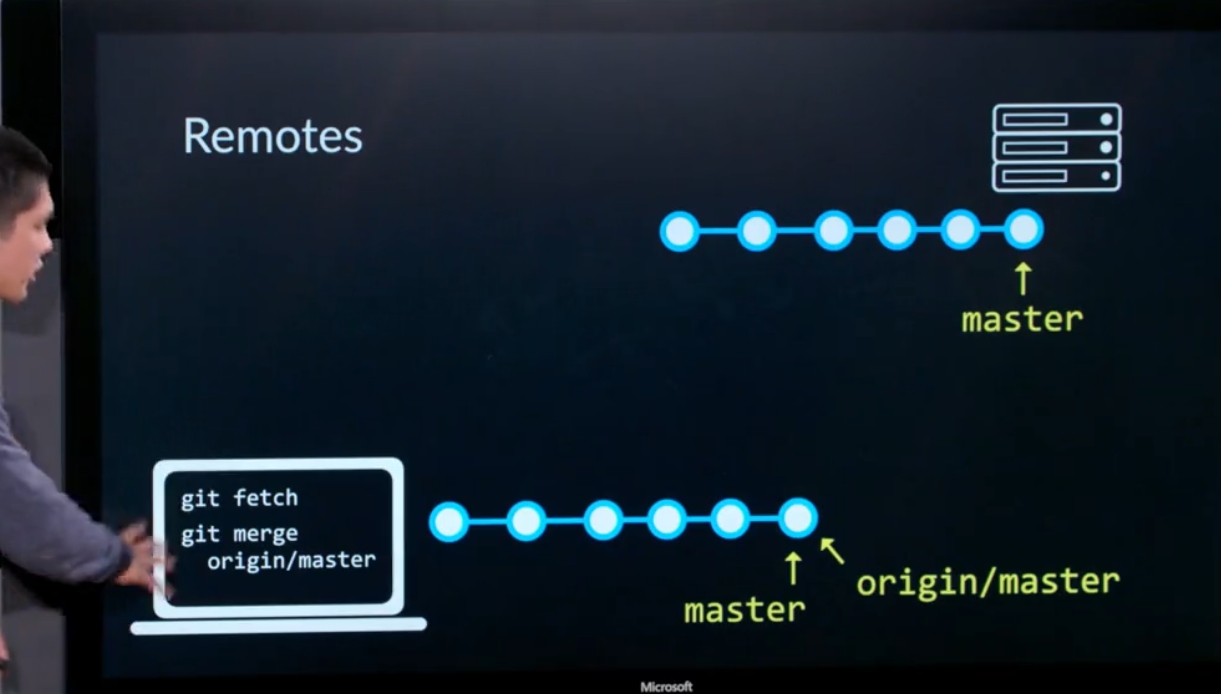 Remotes
master
git fetch
git merge
origin/master
master
origin/master
Microsoft